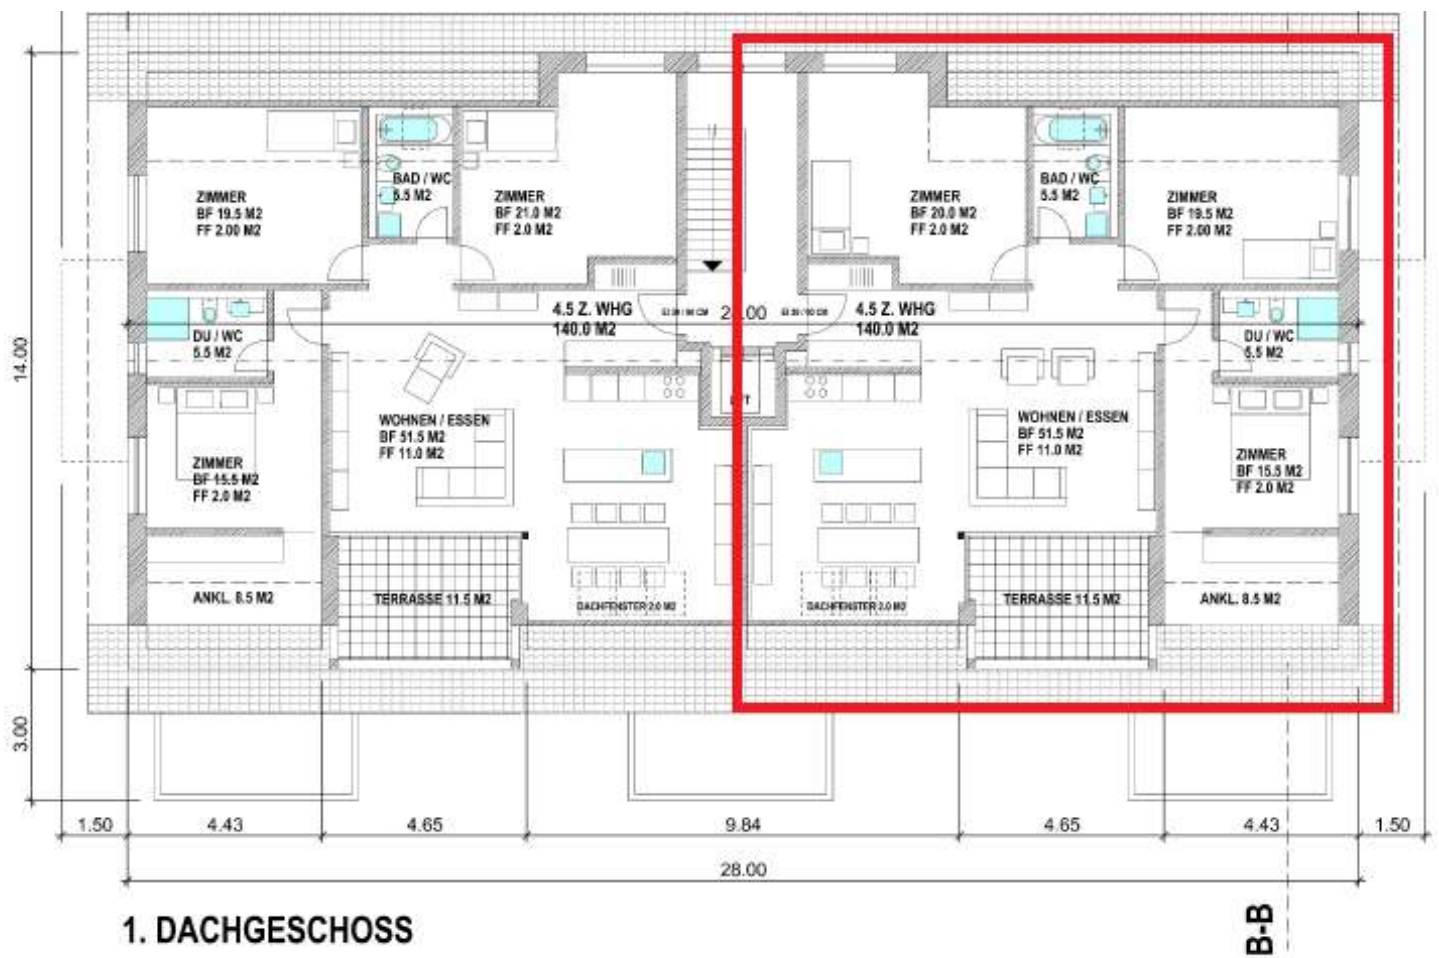 ZIMMER
BF 19.5 M2
FF 2.00 M2
BAD / WC
5.5 M2
ZIMMER
BF 21.0 M2
FF 2.0 M2
ZIMMER
BF 20.0 M2
FF 2.0 M2
BAD / WC
5.5 M2
ZIMMER
BF 19.5 M2
FF 2.00 M2
4.5 Z. WHG
140.0 M2
4.5 Z. WHG
140.0 M2
DU / WC
5.5 M2
DU / WC
5.5 M2
14.00
WOHNEN / ESSEN
BF 51.5 M2
FF 11.0 M2
WOHNEN / ESSEN
BF 51.5 M2
FF 11.0 M2
ZIMMER
BF 15.5 M2
FF 2.0 M2
ZIMMER
BF 15.5 M2
FF 2.0 M2
ANKL. 8.5 M2
TERRASSE 11.5 M2
DACHFENSTER 2.0 M2
DACHFENSTER 2.0 M2
TERRASSE 11.5 M2
ANKL. 8.5 M2
3.00
1.50 4.43 4.65 9.84 4.65 4.43 1.50
28.00
1. DACHGESCHOSS
B-B